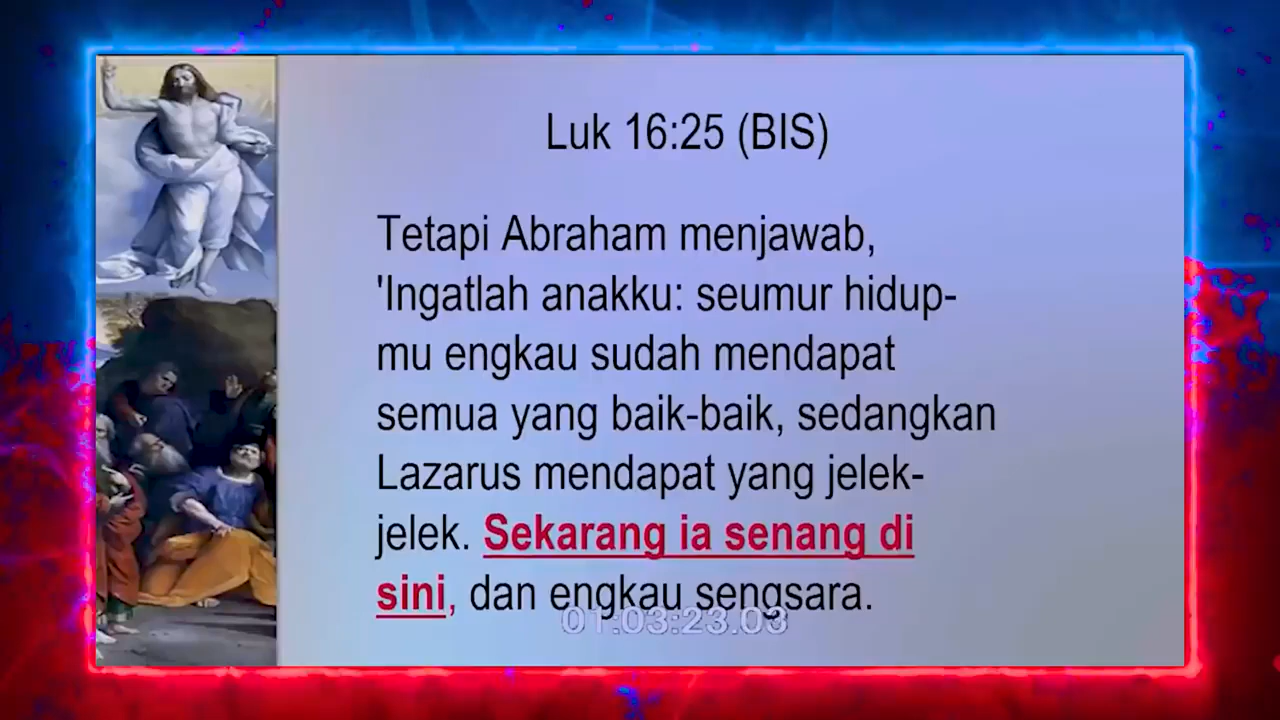 Luk 16:25 (BIS)
Tetapi Abraham menjawab,
'Ingatlah anakku: seumur hidup-
mu engkau sudah mendapat
semua yang baik-baik, sedangkan
Lazarus mendapat yang jelek-
jelek. Sekarang ia senang di
sini, dan engkau sengsara.
01:03:23.03